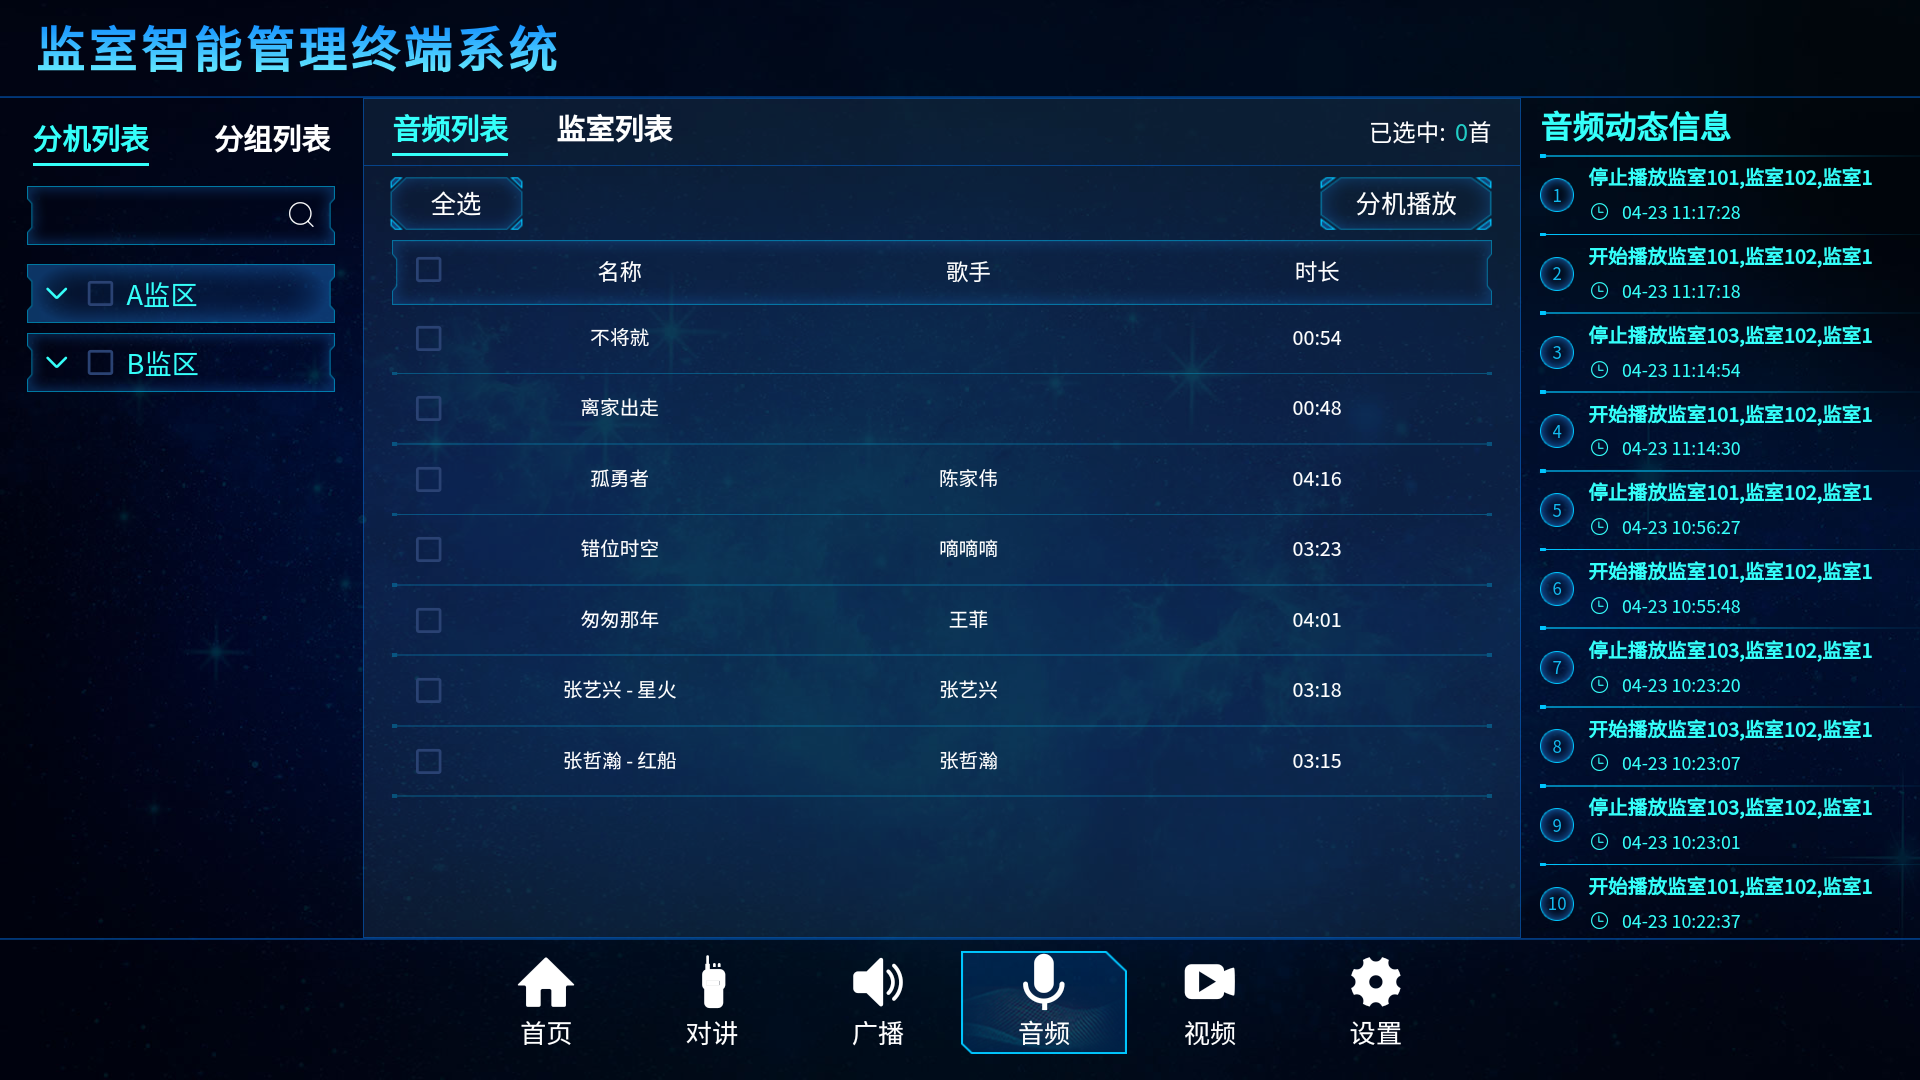 监室智能管理终端系统
分机列表 分组列表
A监区
B监区
音频列表 监室列表 已选中: 0首
全选 分机播放
名称 歌手 时长
不将就 00:54
离家出走 00:48
孤勇者 陈家伟 04:16
错位时空 嘀嘀嘀 03:23
匆匆那年 王菲 04:01
张艺兴 - 星火 张艺兴 03:18
张哲瀚 - 红船 张哲瀚 03:15
音频动态信息
1 停止播放监室101,监室102,监室1
04-23 11:17:28
2 开始播放监室101,监室102,监室1
04-23 11:17:18
3 停止播放监室103,监室102,监室1
04-23 11:14:54
4 开始播放监室101,监室102,监室1
04-23 11:14:30
5 停止播放监室101,监室102,监室1
04-23 10:56:27
6 开始播放监室101,监室102,监室1
04-23 10:55:48
7 停止播放监室103,监室102,监室1
04-23 10:23:20
8 开始播放监室103,监室102,监室1
04-23 10:23:07
9 停止播放监室103,监室102,监室1
04-23 10:23:01
10 开始播放监室101,监室102,监室1
04-23 10:22:37
首页 对讲 广播 音频 视频 设置